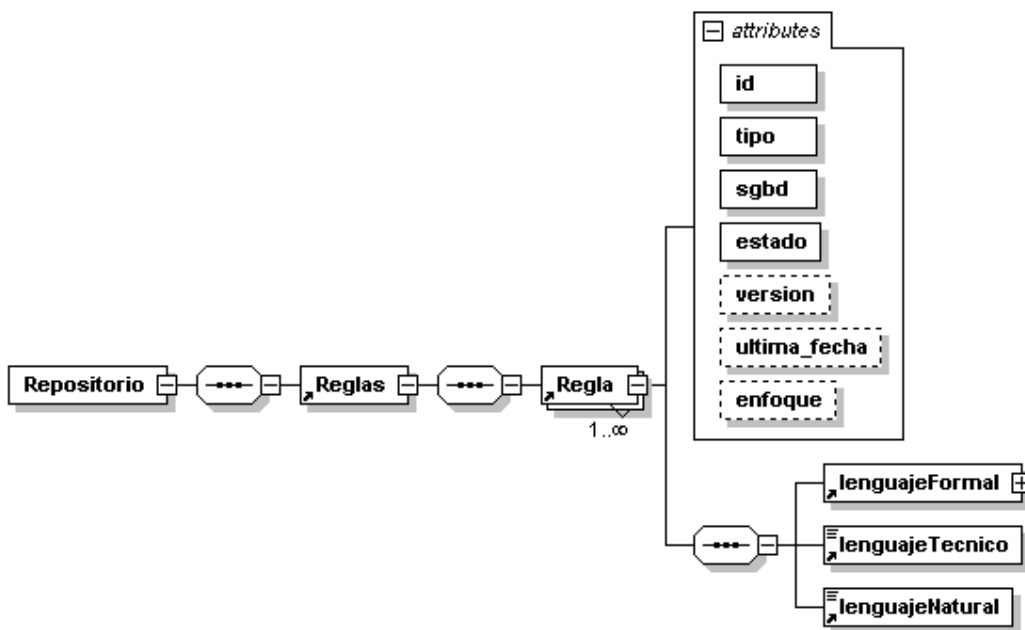 attributes
id
tipo
sgbd
estado
version
ultima_fecha
enfoque
Repositorio
Reglas
Regla
1..∞
lenguajeFormal
lenguajeTecnico
lenguajeNatural